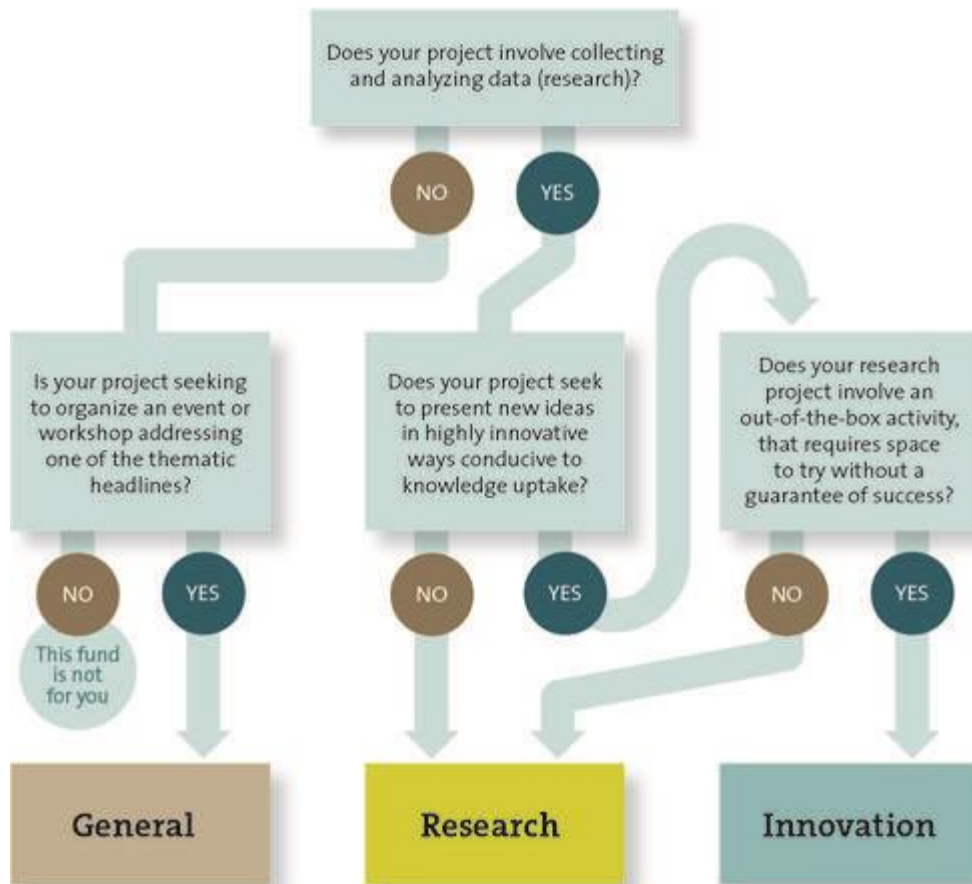 Does your project involve collecting
and analyzing data (research)?
NO
YES
Is your project seeking
to organize an event or
workshop addressing
one of the thematic
headlines?
Does your project seek
to present new ideas
in highly innovative
ways conducive to
knowledge uptake?
Does your research
project involve an
out-of-the-box activity,
that requires space
to try without a
guarantee of success?
NO
YES
NO
YES
NO
YES
This fund
is not
for you
General
Research
Innovation